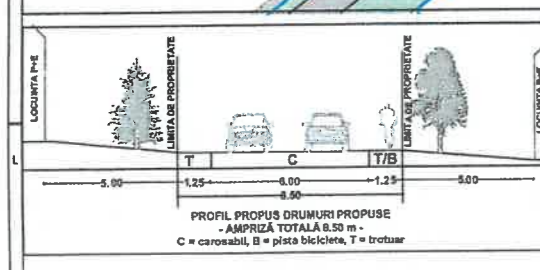 LOCUINTA P+E
LIMITA DE PROPRIETATE
LIMITA DE PROPRIETATE
LOCUINTA P+E
L
T
C
T/B
5.00
1.25
6.00
1.25
5.00
8.50
PROFIL PROPUS DRUMURI PROPUSE
- AMPRIZĂ TOTALĂ 8.50 m -
C = carosabil, B = pista biciclete, T = trotuar